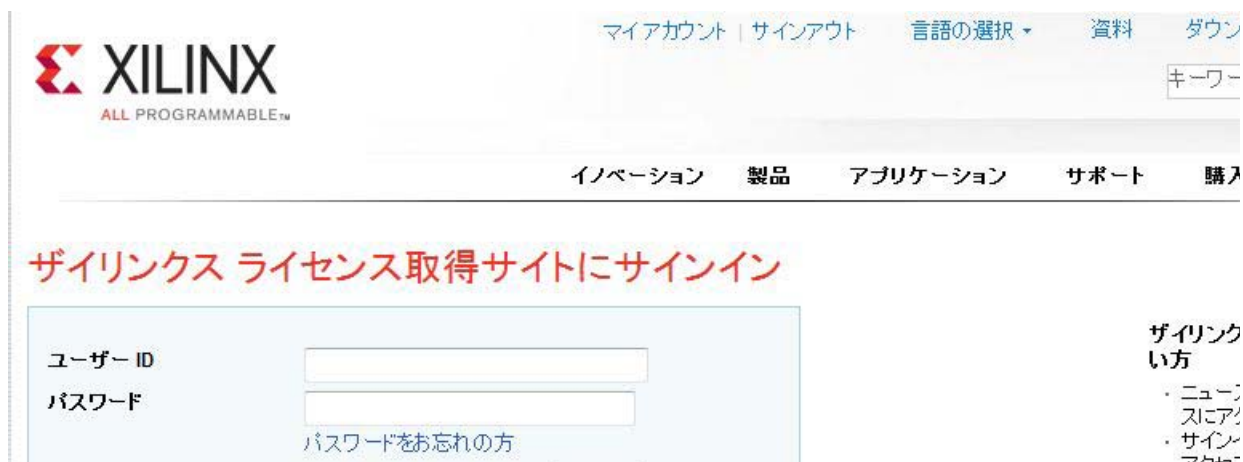 マイアカウント | サインアウト 言語の選択 資料
XILINX
ALL PROGRAMMABLE™
イノベーション 製品 アプリケーション サポート
ザイリンクス ライセンス取得サイトにサインイン
ユーザー ID
パスワード
パスワードをお忘れの方
い方